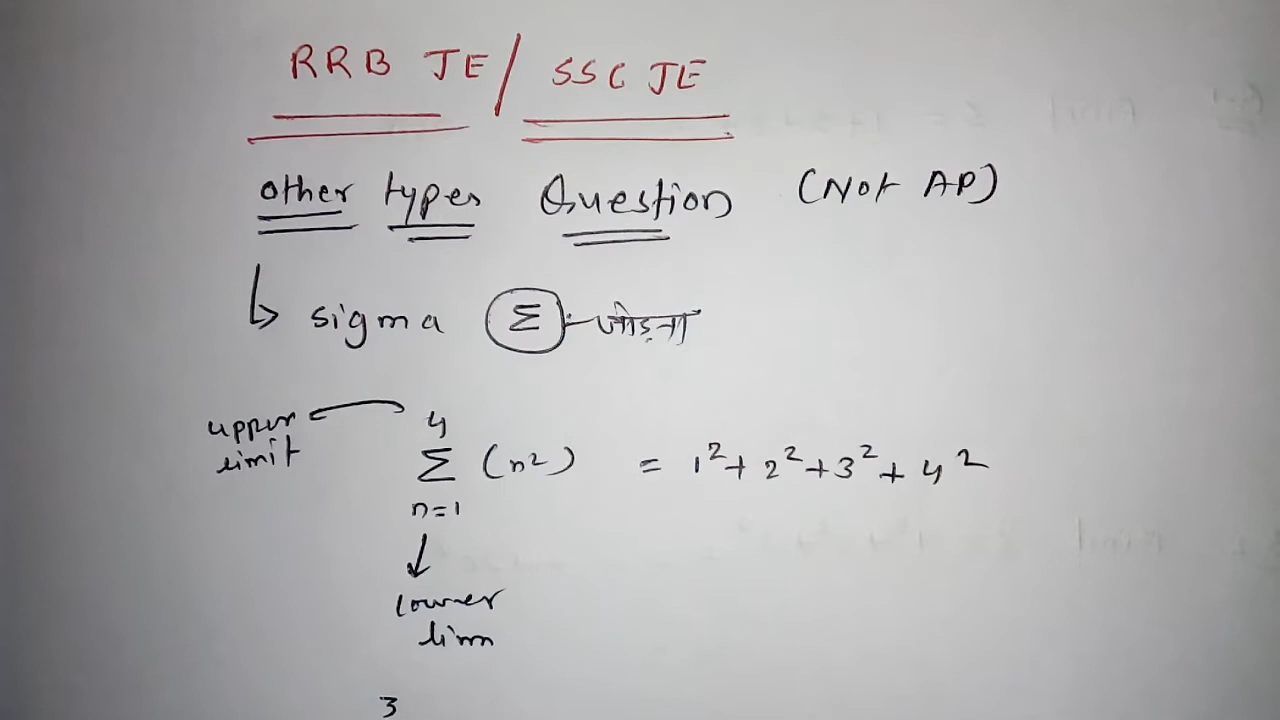 RRB JE / SSC JE
other types Question (Not AP)
↳ sigma Σ - जोड़ना
upper limit
4
Σ (n²) = 1² + 2² + 3² + 4²
n=1
lower
limi
3